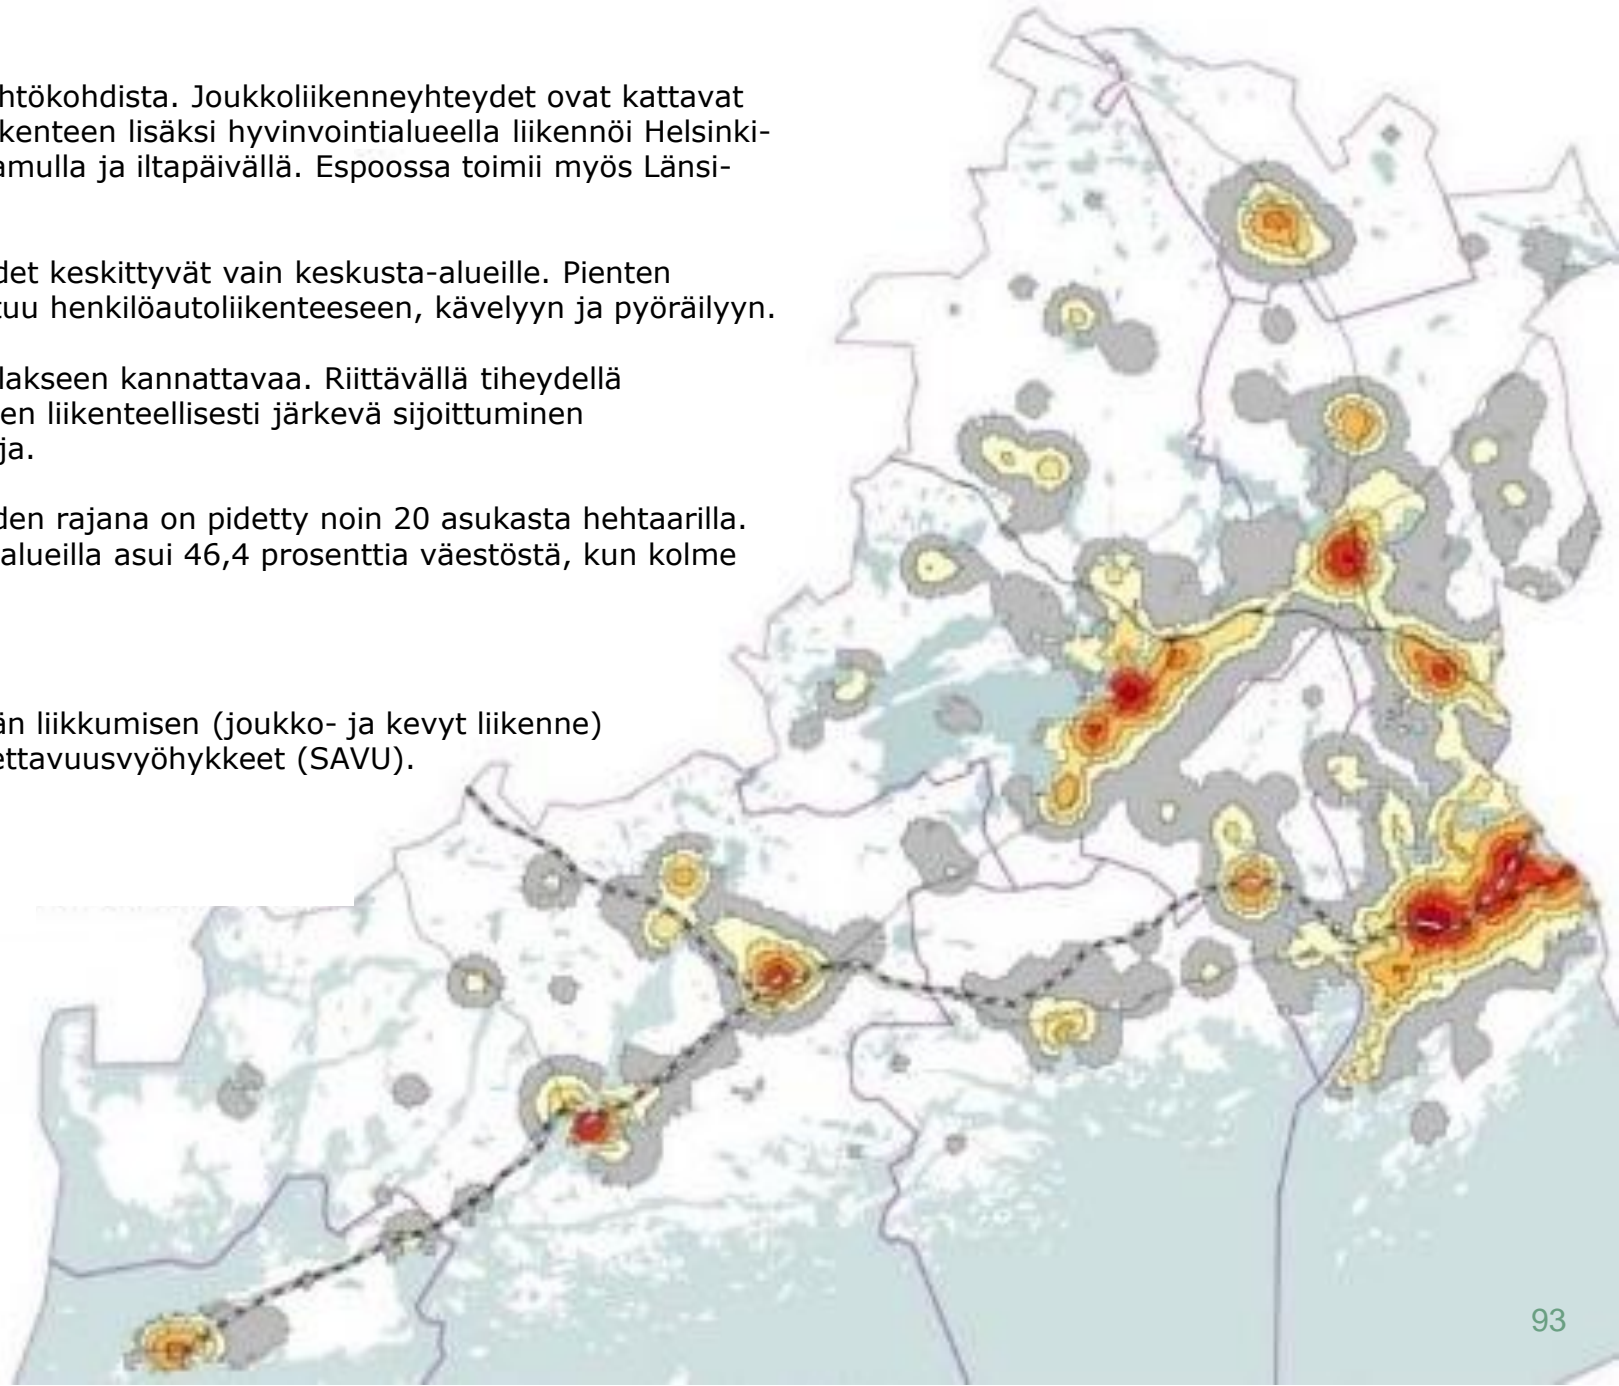 htökohdista. Joukkoliikenneyhteydet ovat kattavat
kenteen lisäksi hyvinvointialueella liikennöi Helsinki-
amulla ja iltapäivällä. Espoossa toimii myös Länsi-
det keskittyvät vain keskusta-alueille. Pienten
tuu henkilöautoliikenteeseen, kävelyyn ja pyöräilyyn.
lakseen kannattavaa. Riittävällä tiheydellä
en liikenteellisesti järkevä sijoittuminen
ja.
den rajana on pidetty noin 20 asukasta hehtaarilla.
alueilla asui 46,4 prosenttia väestöstä, kun kolme
än liikkumisen (joukko- ja kevyt liikenne)
ettavuusvyöhykkeet (SAVU).
93